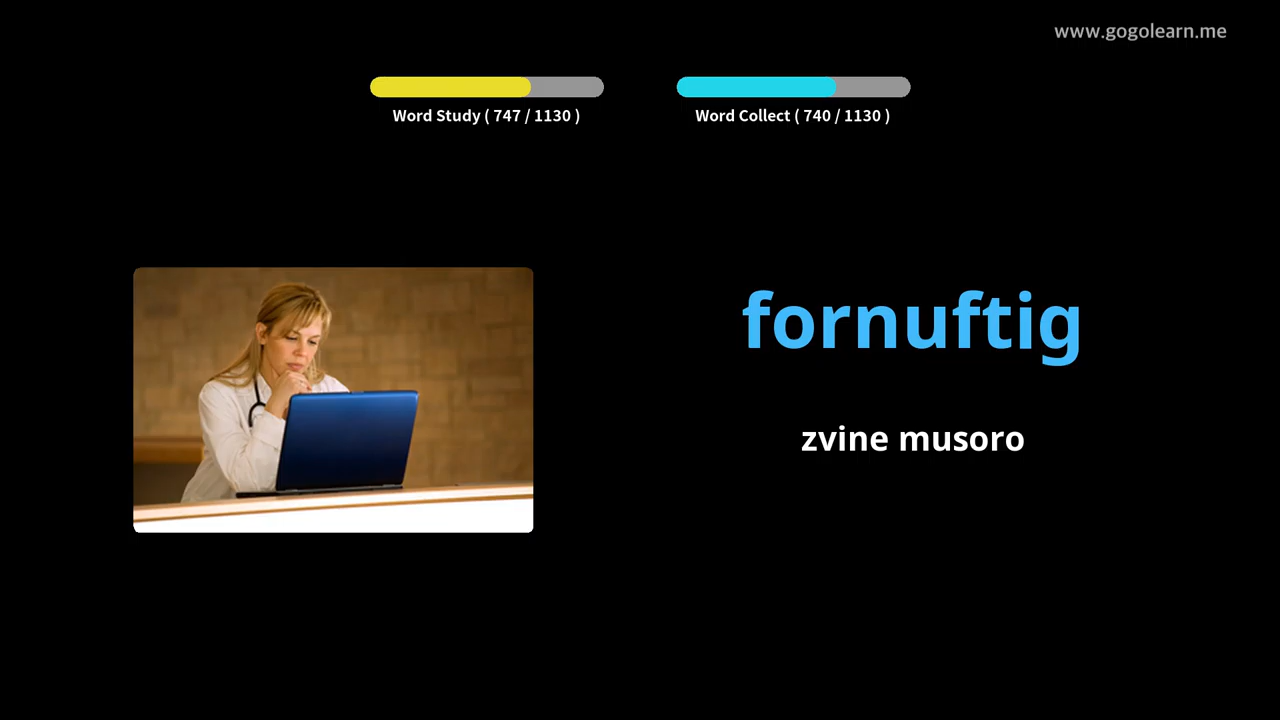 www.gogolearn.me
Word Study ( 747 / 1130 )
Word Collect ( 740 / 1130 )
fornuftig
zvine musoro